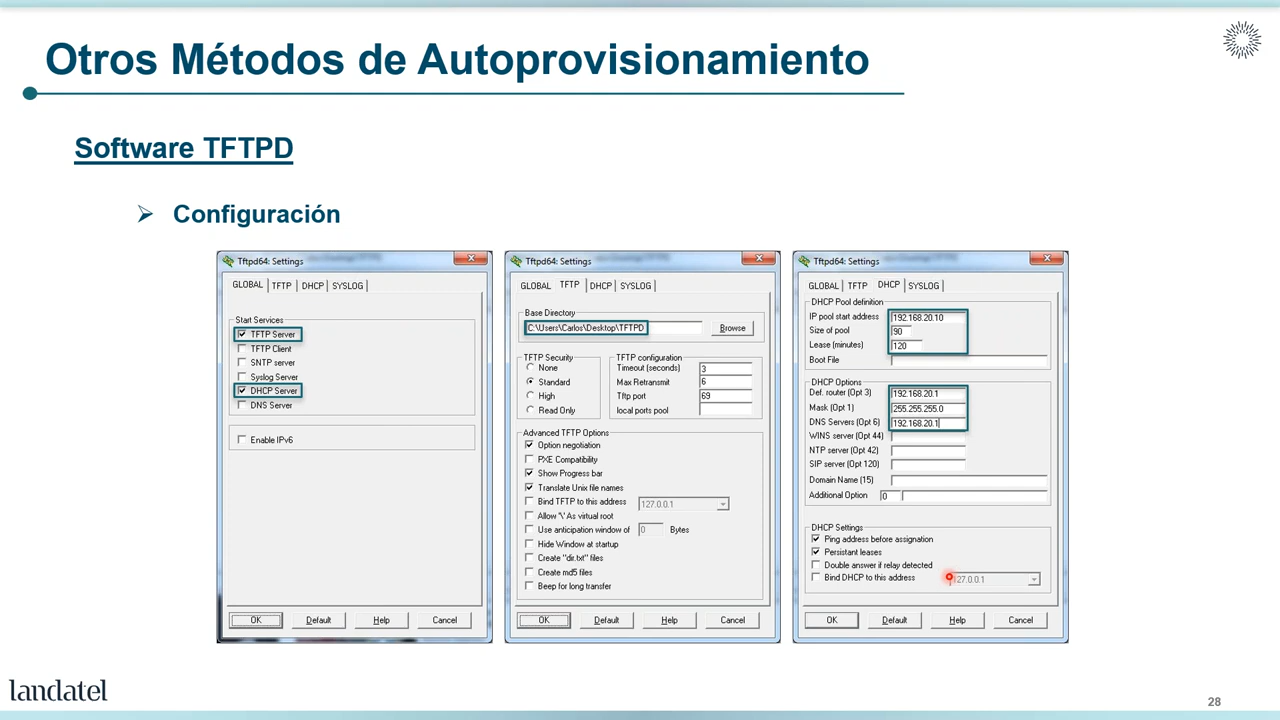 Otros Métodos de Autoprovisionamiento
Software TFTPD
Configuración
Tftpd64: Settings
GLOBAL | TFTP | DHCP | SYSLOG |
Start Services
TFTP Server
TFTP Client
SNTP server
Syslog Server
DHCP Server
DNS Server
Enable IPv6
OK Default Help Cancel
Tftpd64: Settings
GLOBAL | TFTP | DHCP | SYSLOG |
Base Directory
C:\Users\Carlos\Desktop\TFTPD Browse
TFTP Security
None
Standard
High
Read Only
TFTP configuration
Timeout (seconds) 3
Max Retransmit 6
Tftp port 69
local ports pool
Advanced TFTP Options
Option negotiation
PXE Compatibility
Show Progress bar
Translate Unix file names
Bind TFTP to this address 127.0.0.1
Allow '\' As virtual root
Use anticipation window of 0 Bytes
Hide Window at startup
Create "dir.txt" files
Create md5 files
Beep for long transfer
OK Default Help Cancel
Tftpd64: Settings
GLOBAL | TFTP | DHCP | SYSLOG |
DHCP Pool definition
IP pool start address 192.168.20.10
Size of pool 90
Lease (minutes) 120
Boot File
DHCP Options
Def. router (Opt 3) 192.168.20.1
Mask (Opt 1) 255.255.255.0
DNS Servers (Opt 6) 192.168.20.1
WINS server (Opt 44)
NTP server (Opt 42)
SIP server (Opt 120)
Domain Name (15)
Additional Option 0
DHCP Settings
Ping address before assignation
Persistant leases
Double answer if relay detected
Bind DHCP to this address 27.0.0.1
OK Default Help Cancel
landatel
28